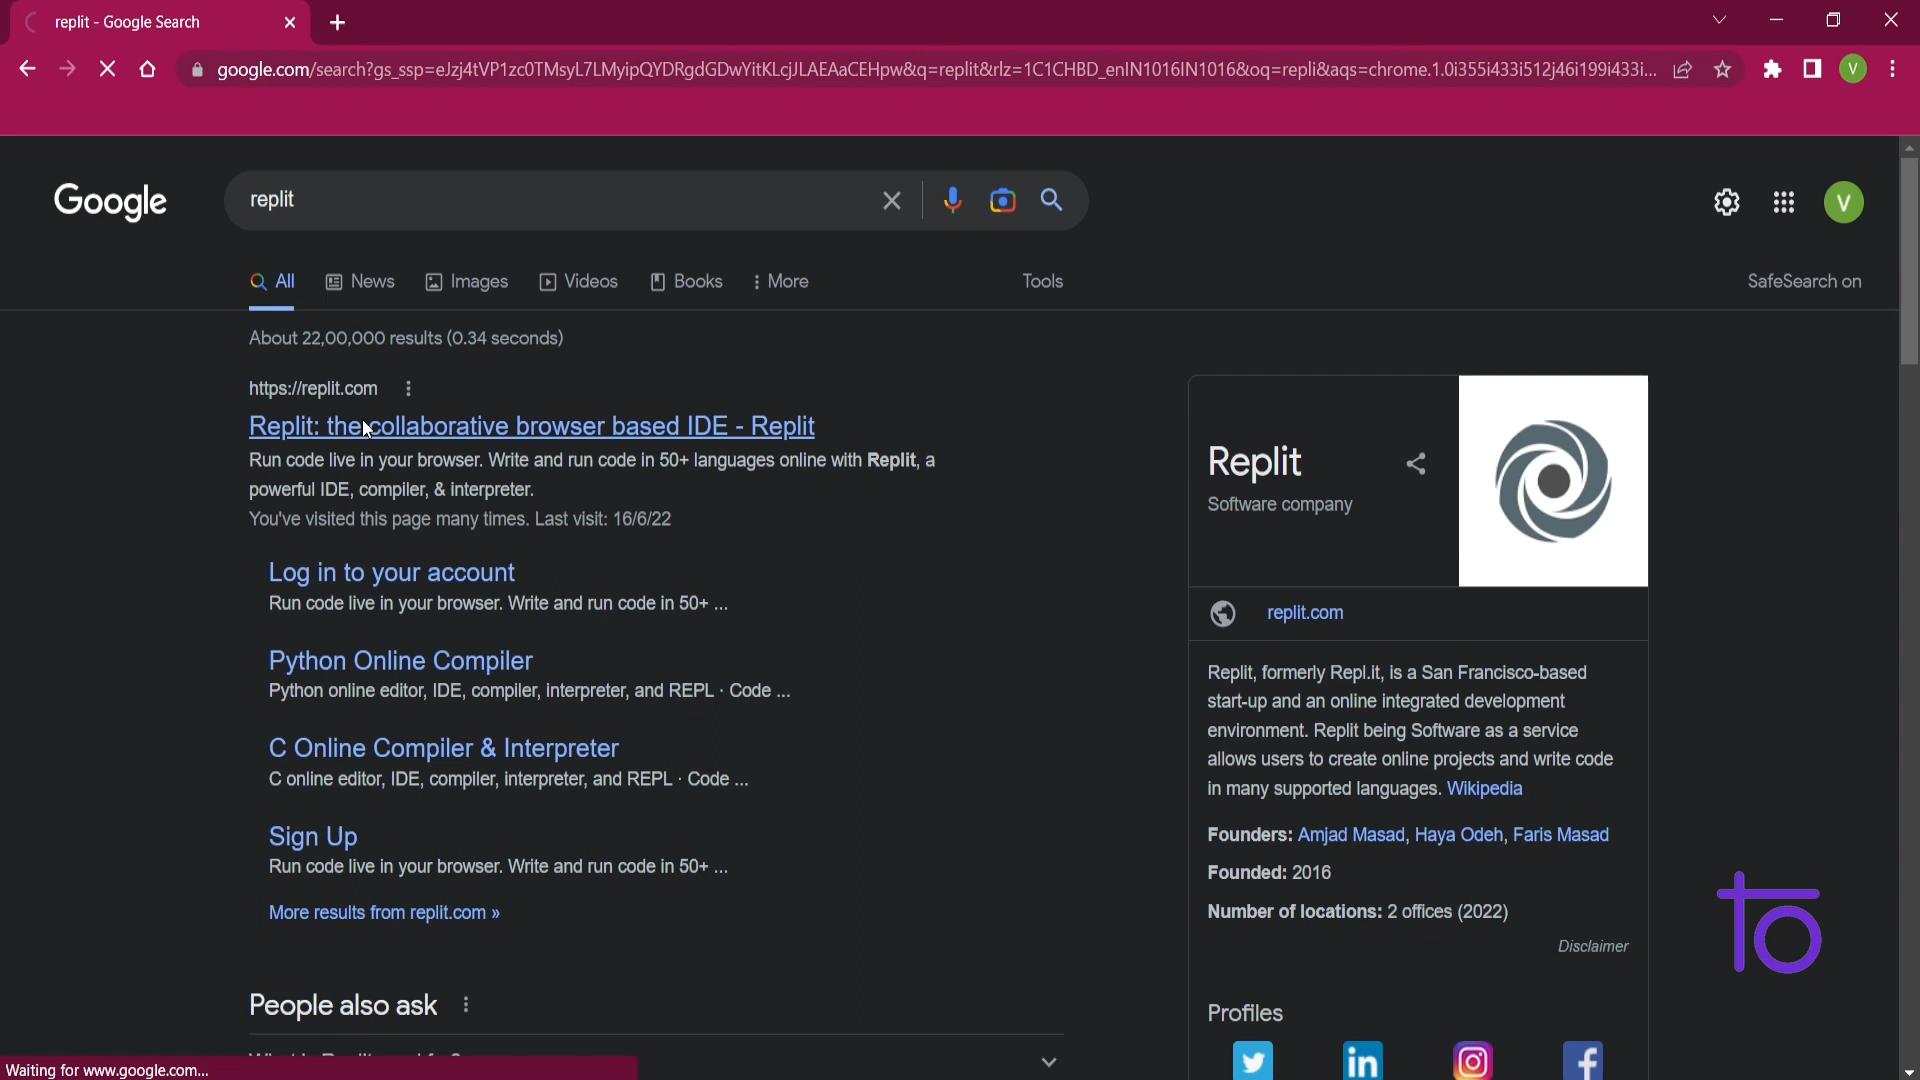 replit - Google Search
google.com/search?gs_ssp=eJzj4tVP1zc0TMsyL7LMyipQYDRgdGDwYitKLcjJLAEAaCEHpw&q=replit&rlz=1C1CHBD_enIN1016IN1016&oq=repli&aqs=chrome.1.0i355i433i512j46i199i433i...
V
Google
replit
V
All
News
Images
Videos
Books
More
Tools
SafeSearch on
About 22,00,000 results (0.34 seconds)
https://replit.com
Replit: the collaborative browser based IDE - Replit
Run code live in your browser. Write and run code in 50+ languages online with Replit, a
powerful IDE, compiler, & interpreter.
You've visited this page many times. Last visit: 16/6/22
Log in to your account
Run code live in your browser. Write and run code in 50+ ...
Python Online Compiler
Python online editor, IDE, compiler, interpreter, and REPL · Code ...
C Online Compiler & Interpreter
C online editor, IDE, compiler, interpreter, and REPL · Code ...
Sign Up
Run code live in your browser. Write and run code in 50+ ...
More results from replit.com »
People also ask
Replit
Software company
replit.com
Replit, formerly Repl.it, is a San Francisco-based
start-up and an online integrated development
environment. Replit being Software as a service
allows users to create online projects and write code
in many supported languages. Wikipedia
Founders: Amjad Masad, Haya Odeh, Faris Masad
Founded: 2016
Number of locations: 2 offices (2022)
Disclaimer
Profiles
in
f
to
Waiting for www.google.com...